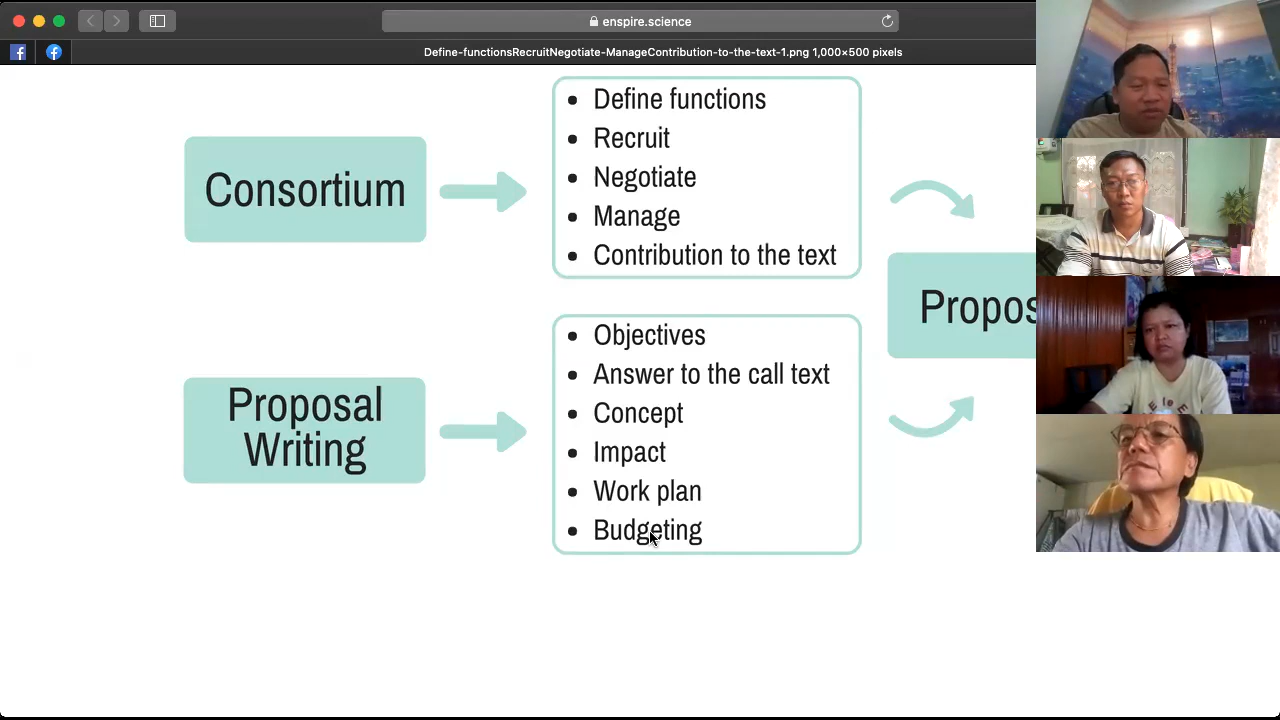 enspire.science
Define-functionsRecruitNegotiate-ManageContribution-to-the-text-1.png 1,000×500 pixels
Consortium
• Define functions
• Recruit
• Negotiate
• Manage
• Contribution to the text
Propos
Proposal
Writing
• Objectives
• Answer to the call text
• Concept
• Impact
• Work plan
• Budgeting